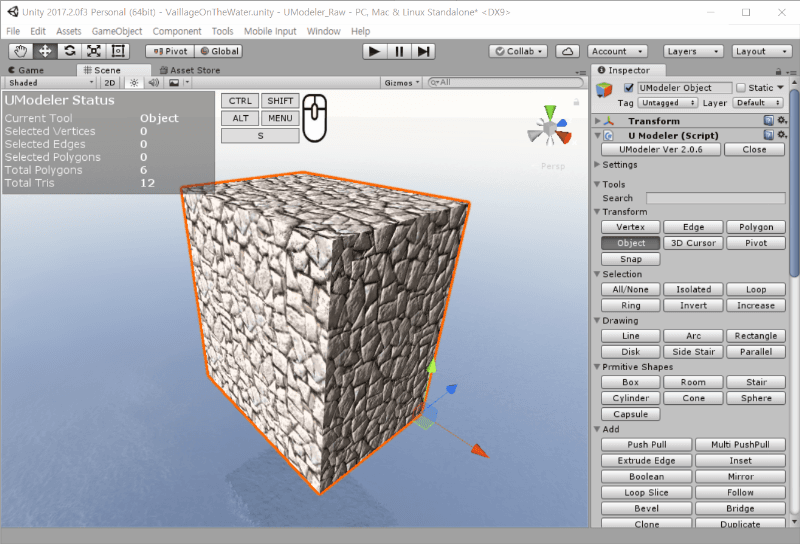 Unity 2017.2.0f3 Personal (64bit) - VaillageOnTheWater.unity - UModeler_Raw - PC, Mac & Linux Standalone* <DX9>
File Edit Assets GameObject Component Tools Mobile Input Window Help
Pivot Global Collab Account Layers Layout
Game Scene Asset Store
Shaded 2D Gizmos All
UModeler Status
Current Tool Object
Selected Vertices 0
Selected Edges 0
Selected Polygons 0
Total Polygons 6
Total Tris 12
CTRL SHIFT
ALT MENU
S
Persp
Inspector
UModeler Object Static
Tag Untagged Layer Default
Transform
U Modeler (Script)
UModeler Ver 2.0.6 Close
Settings
Tools
Search
Transform
Vertex Edge Polygon
Object 3D Cursor Pivot
Snap
Selection
All/None Isolated Loop
Ring Invert Increase
Drawing
Line Arc Rectangle
Disk Side Stair Parallel
Prmitive Shapes
Box Room Stair
Cylinder Cone Sphere
Capsule
Add
Push Pull Multi PushPull
Extrude Edge Inset
Boolean Mirror
Loop Slice Follow
Bevel Bridge
Clone Duplicate